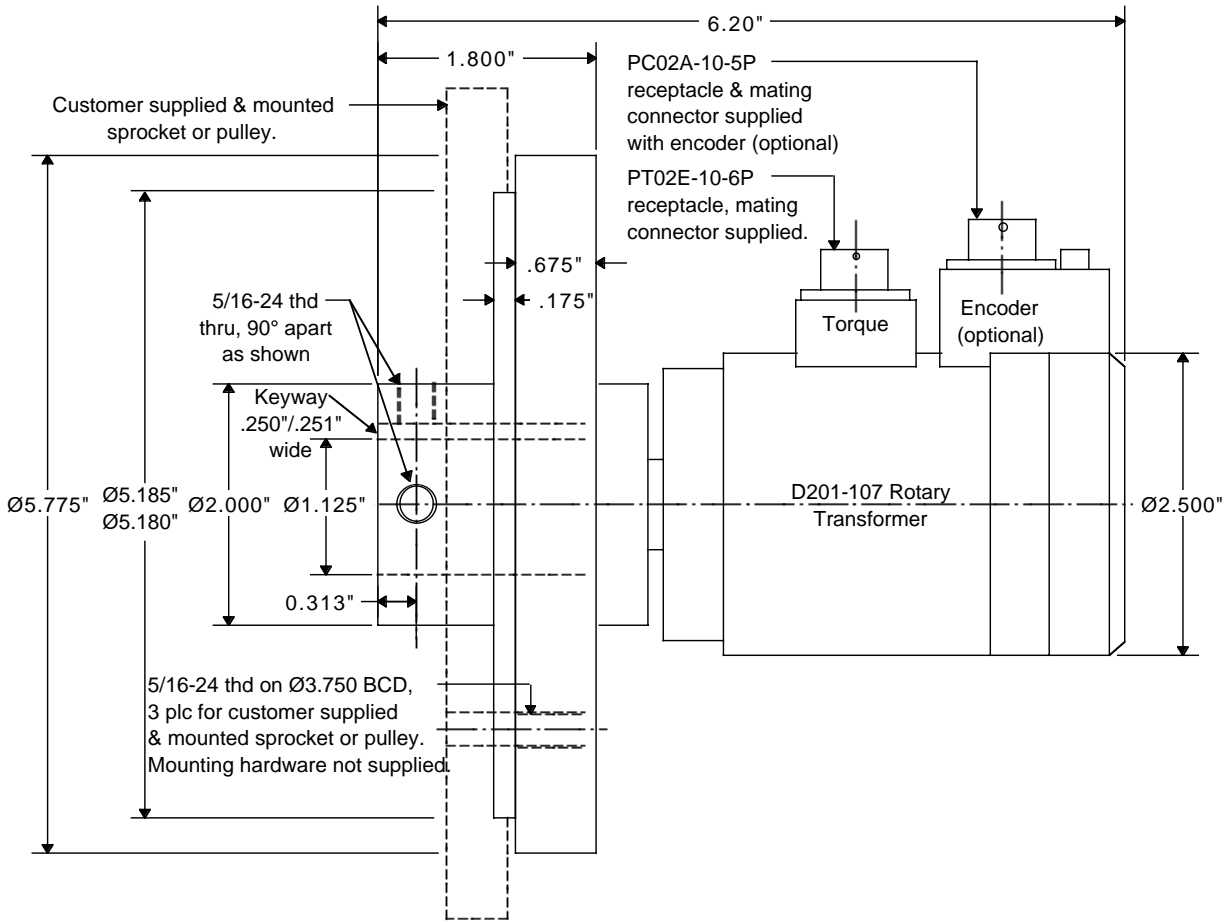 6.20"
1.800"
PC02A-10-5P
receptacle & mating
connector supplied
with encoder (optional)
Customer supplied & mounted
sprocket or pulley.
PT02E-10-6P
receptacle, mating
connector supplied.
.675"
.175"
5/16-24 thd
thru, 90° apart
as shown
Torque
Encoder
(optional)
Keyway
.250"/.251"
wide
Ø5.775"
Ø5.185"
Ø5.180"
Ø2.000"
Ø1.125"
D201-107 Rotary
Transformer
Ø2.500"
0.313"
5/16-24 thd on Ø3.750 BCD,
3 plc for customer supplied
& mounted sprocket or pulley.
Mounting hardware not supplied.